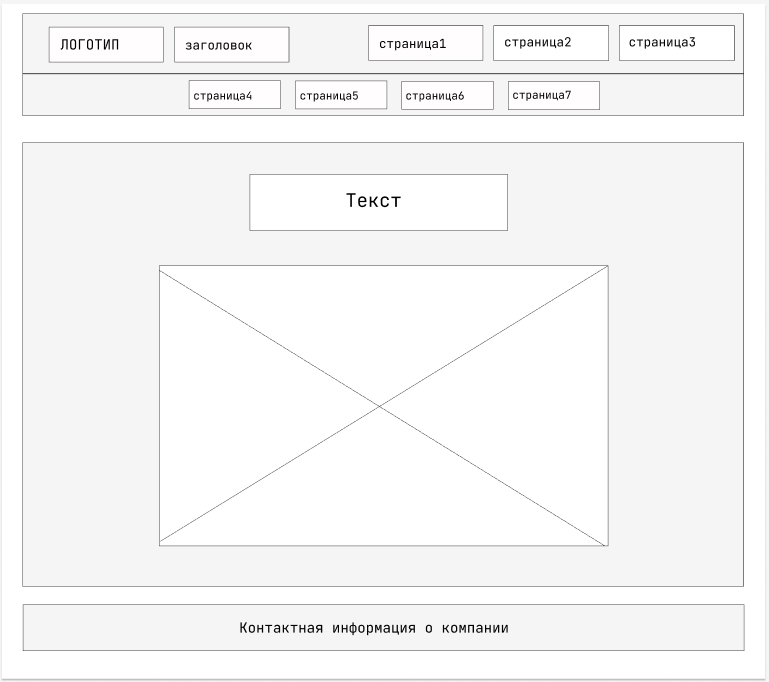 ЛОГОТИП заголовок страница1 страница2 страница3
страница4 страница5 страница6 страница7
Текст
Контактная информация о компании